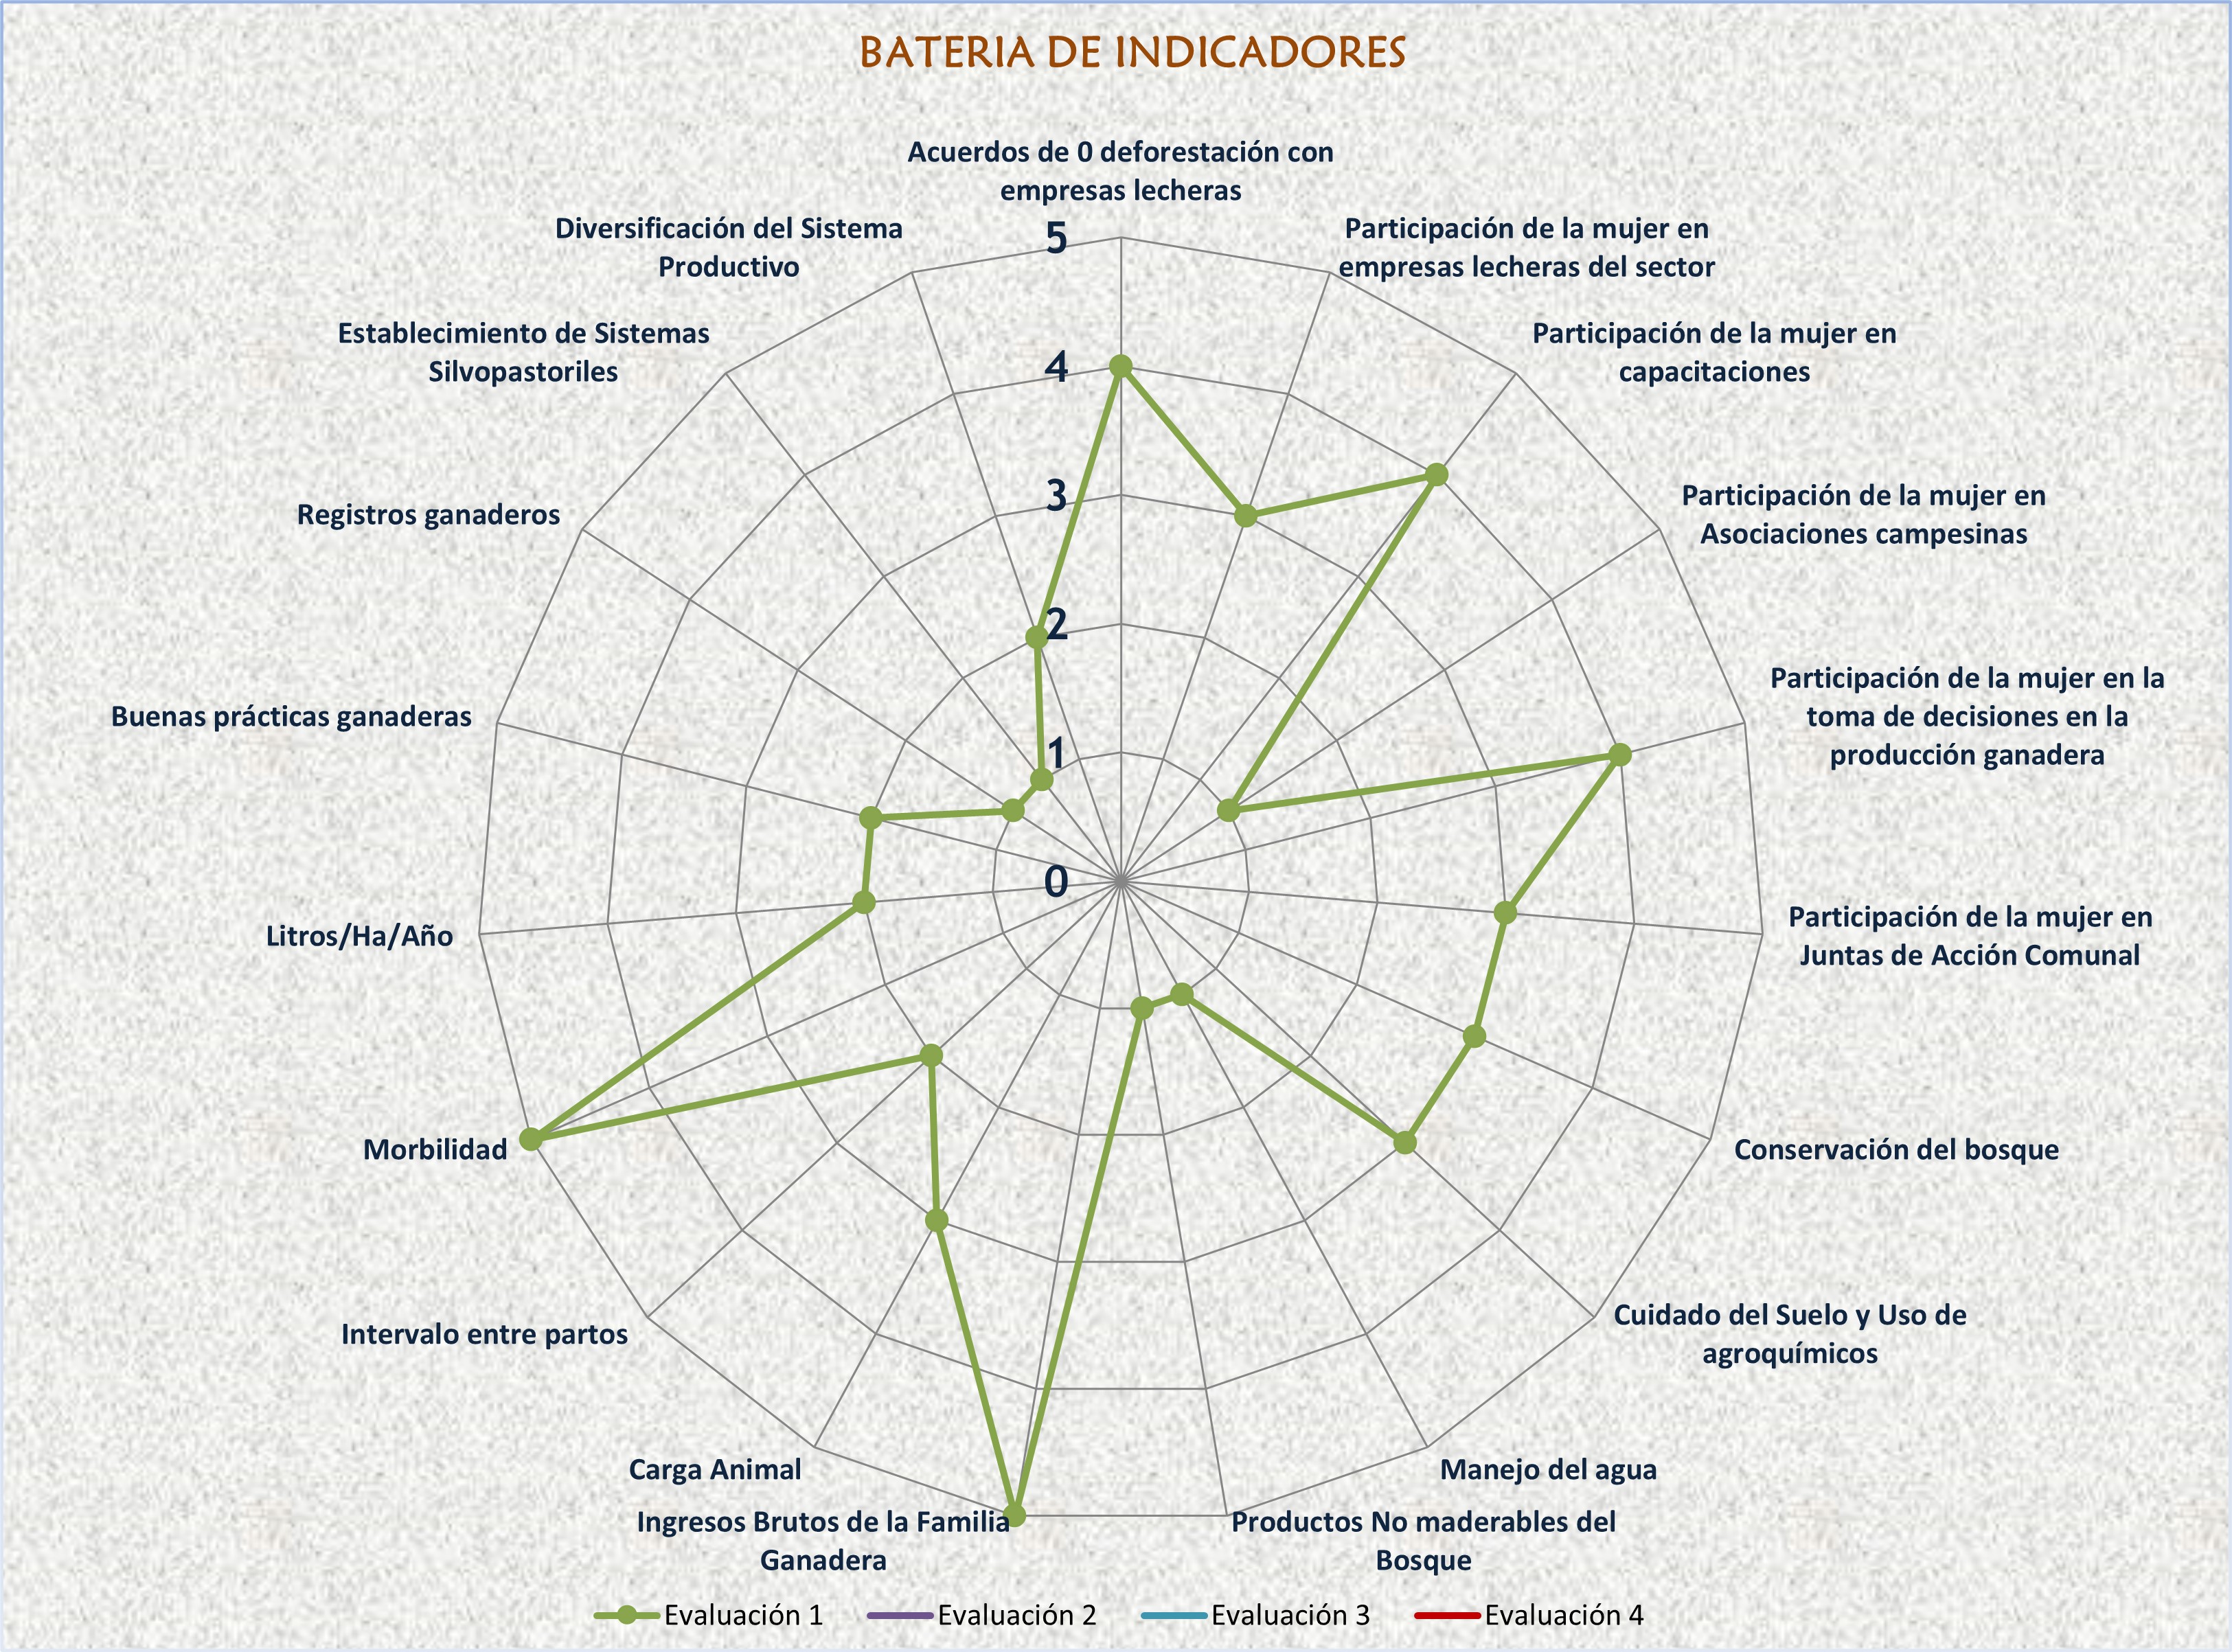 BATERIA DE INDICADORES
Acuerdos de 0 deforestación con
empresas lecheras
Participación de la mujer en
empresas lecheras del sector
Participación de la mujer en
capacitaciones
Participación de la mujer en
Asociaciones campesinas
Participación de la mujer en la
toma de decisiones en la
producción ganadera
Participación de la mujer en
Juntas de Acción Comunal
Conservación del bosque
Cuidado del Suelo y Uso de
agroquímicos
Manejo del agua
Productos No maderables del
Bosque
Ingresos Brutos de la Familia
Ganadera
Carga Animal
Intervalo entre partos
Morbilidad
Litros/Ha/Año
Buenas prácticas ganaderas
Registros ganaderos
Establecimiento de Sistemas
Silvopastoriles
Diversificación del Sistema
Productivo
5
4
3
2
1
0
Evaluación 1
Evaluación 2
Evaluación 3
Evaluación 4